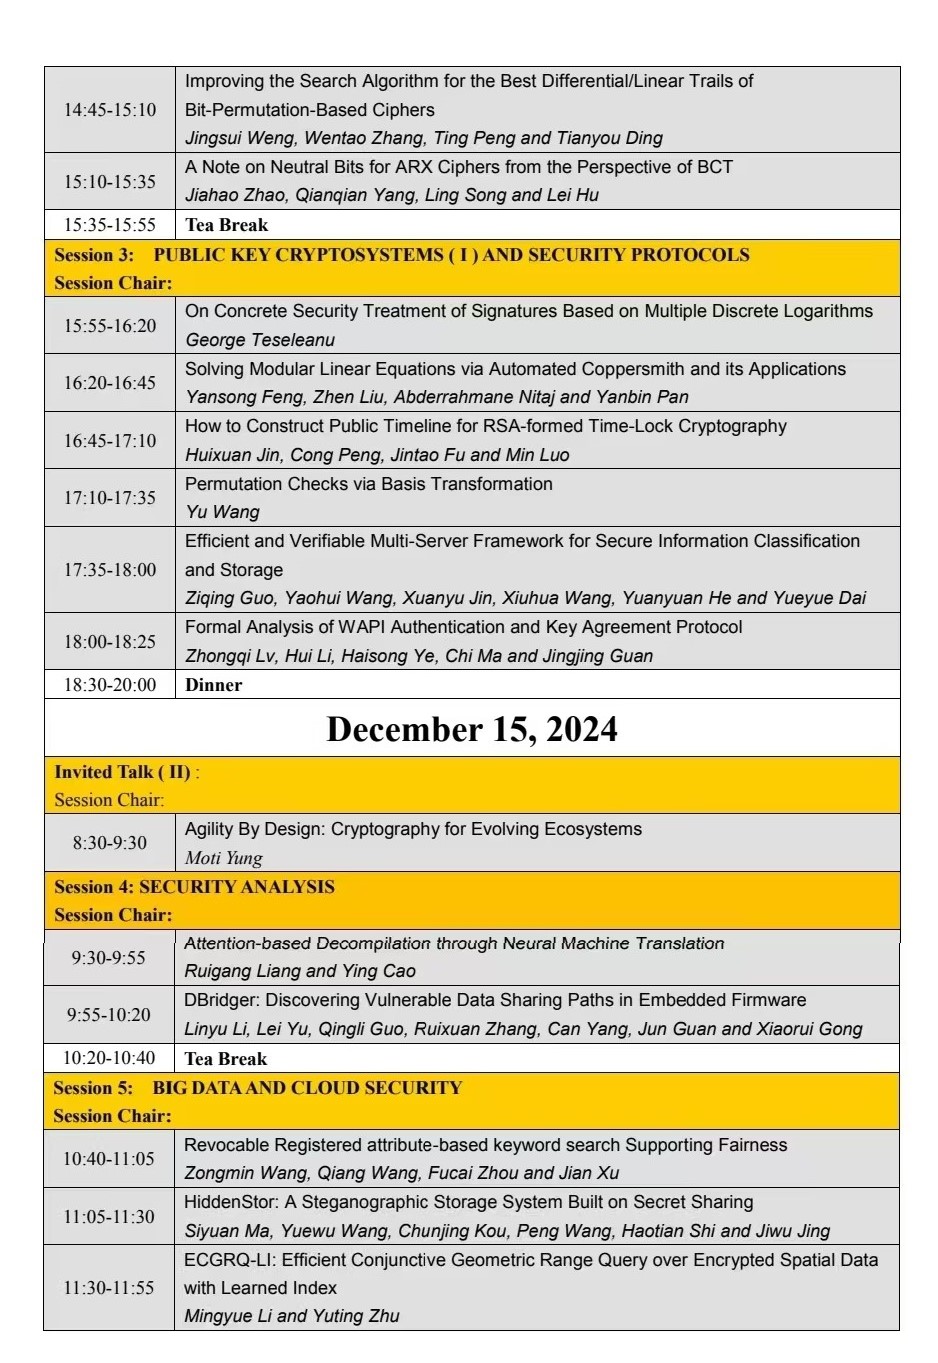 14:45-15:10
Improving the Search Algorithm for the Best Differential/Linear Trails of
Bit-Permutation-Based Ciphers
Jingsui Weng, Wentao Zhang, Ting Peng and Tianyou Ding
15:10-15:35
A Note on Neutral Bits for ARX Ciphers from the Perspective of BCT
Jiahao Zhao, Qianqian Yang, Ling Song and Lei Hu
15:35-15:55
Tea Break
Session 3: PUBLIC KEY CRYPTOSYSTEMS ( I ) AND SECURITY PROTOCOLS
Session Chair:
15:55-16:20
On Concrete Security Treatment of Signatures Based on Multiple Discrete Logarithms
George Teseleanu
16:20-16:45
Solving Modular Linear Equations via Automated Coppersmith and its Applications
Yansong Feng, Zhen Liu, Abderrahmane Nitaj and Yanbin Pan
16:45-17:10
How to Construct Public Timeline for RSA-formed Time-Lock Cryptography
Huixuan Jin, Cong Peng, Jintao Fu and Min Luo
17:10-17:35
Permutation Checks via Basis Transformation
Yu Wang
17:35-18:00
Efficient and Verifiable Multi-Server Framework for Secure Information Classification
and Storage
Ziqing Guo, Yaohui Wang, Xuanyu Jin, Xiuhua Wang, Yuanyuan He and Yueyue Dai
18:00-18:25
Formal Analysis of WAPI Authentication and Key Agreement Protocol
Zhongqi Lv, Hui Li, Haisong Ye, Chi Ma and Jingjing Guan
18:30-20:00
Dinner
December 15, 2024
Invited Talk ( II) :
Session Chair:
8:30-9:30
Agility By Design: Cryptography for Evolving Ecosystems
Moti Yung
Session 4: SECURITY ANALYSIS
Session Chair:
9:30-9:55
Attention-based Decompilation through Neural Machine Translation
Ruigang Liang and Ying Cao
9:55-10:20
DBridger: Discovering Vulnerable Data Sharing Paths in Embedded Firmware
Linyu Li, Lei Yu, Qingli Guo, Ruixuan Zhang, Can Yang, Jun Guan and Xiaorui Gong
10:20-10:40
Tea Break
Session 5: BIG DATA AND CLOUD SECURITY
Session Chair:
10:40-11:05
Revocable Registered attribute-based keyword search Supporting Fairness
Zongmin Wang, Qiang Wang, Fucai Zhou and Jian Xu
11:05-11:30
HiddenStor: A Steganographic Storage System Built on Secret Sharing
Siyuan Ma, Yuewu Wang, Chunjing Kou, Peng Wang, Haotian Shi and Jiwu Jing
11:30-11:55
ECGRQ-LI: Efficient Conjunctive Geometric Range Query over Encrypted Spatial Data
with Learned Index
Mingyue Li and Yuting Zhu